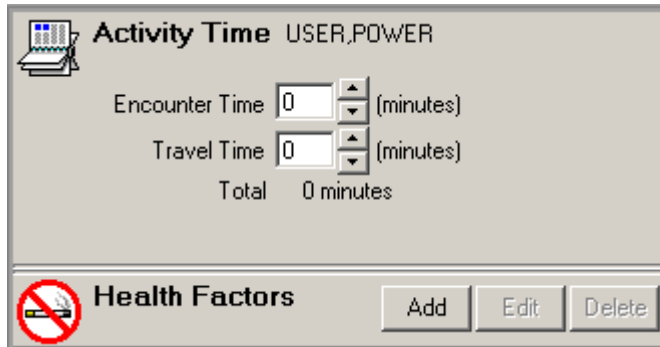 Activity Time USER,POWER
Encounter Time 0 (minutes)
Travel Time 0 (minutes)
Total 0 minutes
Health Factors Add Edit Delete